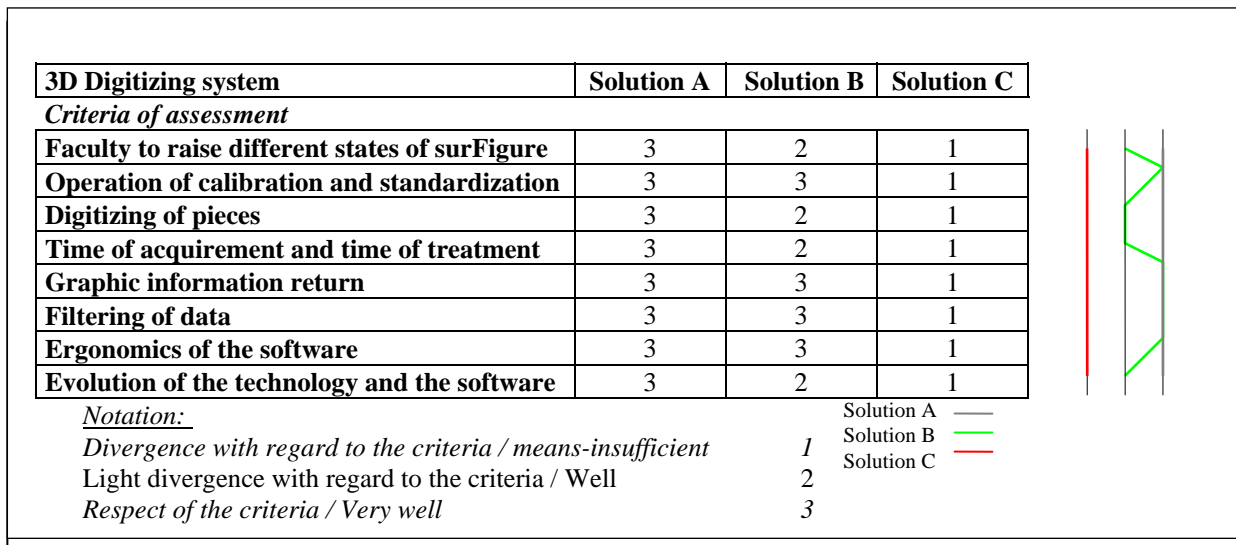 3D Digitizing system Solution A Solution B Solution C
Criteria of assessment
Faculty to raise different states of surFigure 3 2 1
Operation of calibration and standardization 3 3 1
Digitizing of pieces 3 2 1
Time of acquirement and time of treatment 3 2 1
Graphic information return 3 3 1
Filtering of data 3 3 1
Ergonomics of the software 3 3 1
Evolution of the technology and the software 3 2 1
Notation:
Divergence with regard to the criteria / means-insufficient 1
Light divergence with regard to the criteria / Well 2
Respect of the criteria / Very well 3
Solution A
Solution B
Solution C